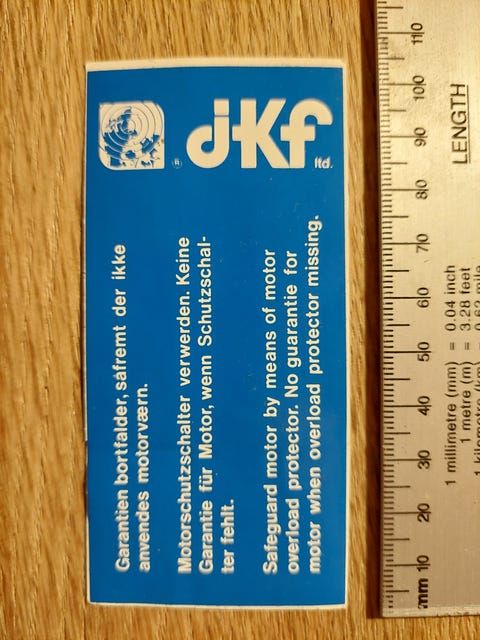 jKf
ltd.
®
Garantien bortfalder, såfremt der ikke
anvendes motorværn.
Motorschutzschalter verwerden. Keine
Garantie für Motor, wenn Schutzschal-
ter fehlt.
Safeguard motor by means of motor
overload protector. No guarantie for
motor when overload protector missing.
mm 10 20 30 40 50 60 70 80 90 100 110
LENGTH
1 millimetre (mm) = 0.04 inch
1 metre (m) = 3.28 feet